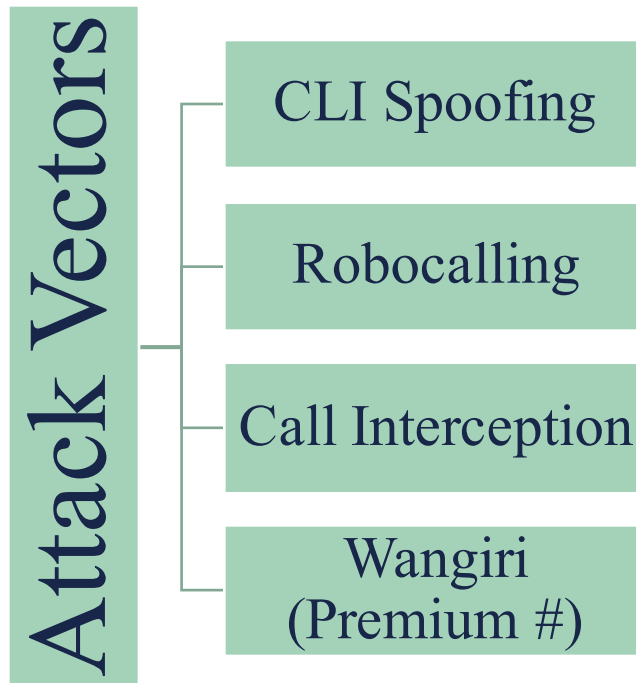 Attack Vectors
CLI Spoofing
Robocalling
Call Interception
Wangiri
(Premium #)